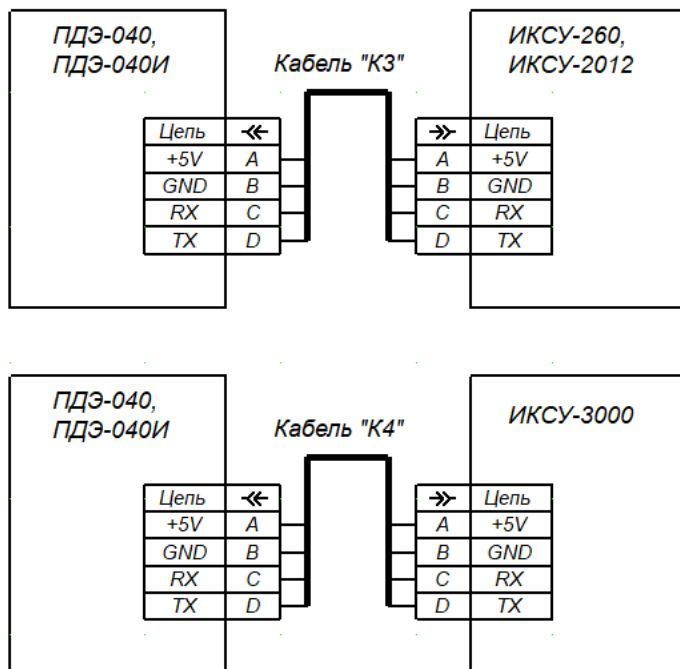 ПДЭ-040,
ПДЭ-040И
Кабель "К3"
ИКСУ-260,
ИКСУ-2012
Цепь
+5V A
GND B
RX C
TX D
Цепь
A +5V
B GND
C RX
D TX
ПДЭ-040,
ПДЭ-040И
Кабель "К4"
ИКСУ-3000
Цепь
+5V A
GND B
RX C
TX D
Цепь
A +5V
B GND
C RX
D TX